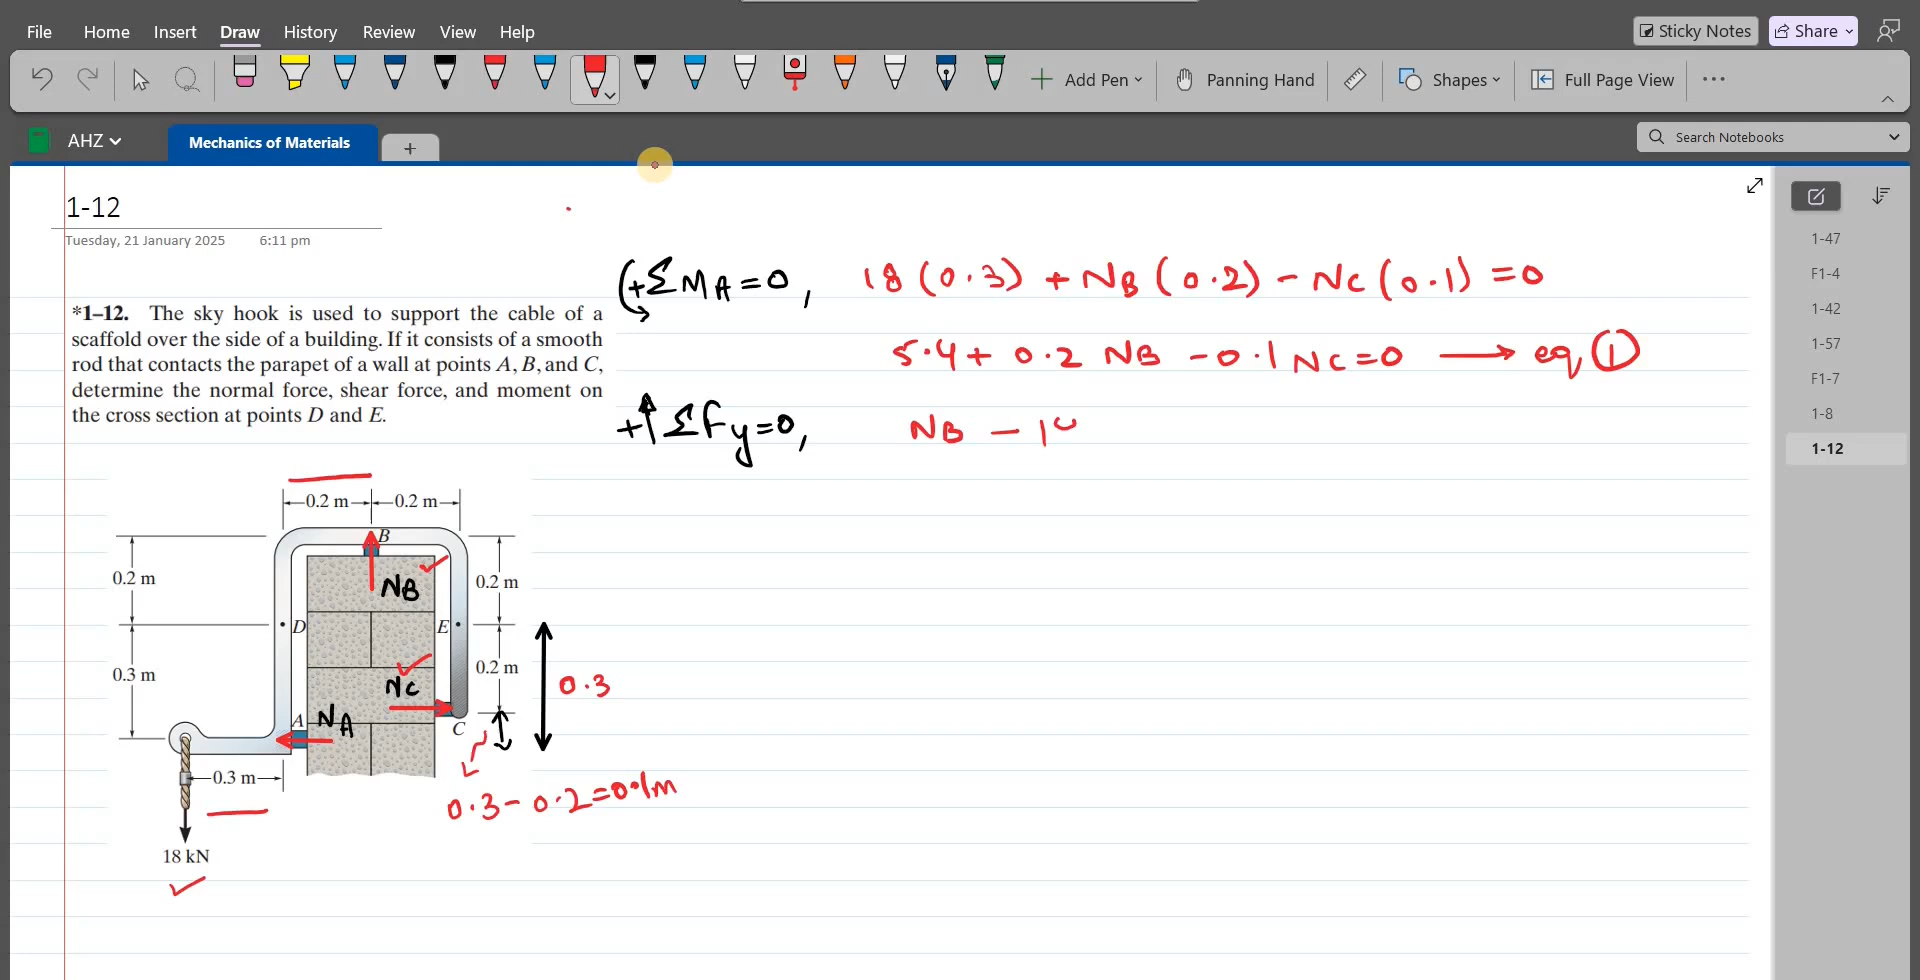 File Home Insert Draw History Review View Help
Sticky Notes Share
Add Pen Panning Hand Shapes Full Page View
AHZ Mechanics of Materials + Search Notebooks
1-12
Tuesday, 21 January 2025 6:11 pm
*1–12. The sky hook is used to support the cable of a
scaffold over the side of a building. If it consists of a smooth
rod that contacts the parapet of a wall at points A, B, and C,
determine the normal force, shear force, and moment on
the cross section at points D and E.
0.2 m 0.2 m
B
0.2 m
NB
0.2 m
D
E
0.3 m
0.2 m
NC
0.3
A
NA
C
0.3 m
0.3 - 0.2 = 0.1m
18 kN
(+ΣMA=0, 18 (0.3) + NB (0.2) - NC (0.1) = 0
5.4 + 0.2 NB - 0.1 NC = 0 → eq ①
+↑ΣFy=0, NB - 1
1-47
F1-4
1-42
1-57
F1-7
1-8
1-12